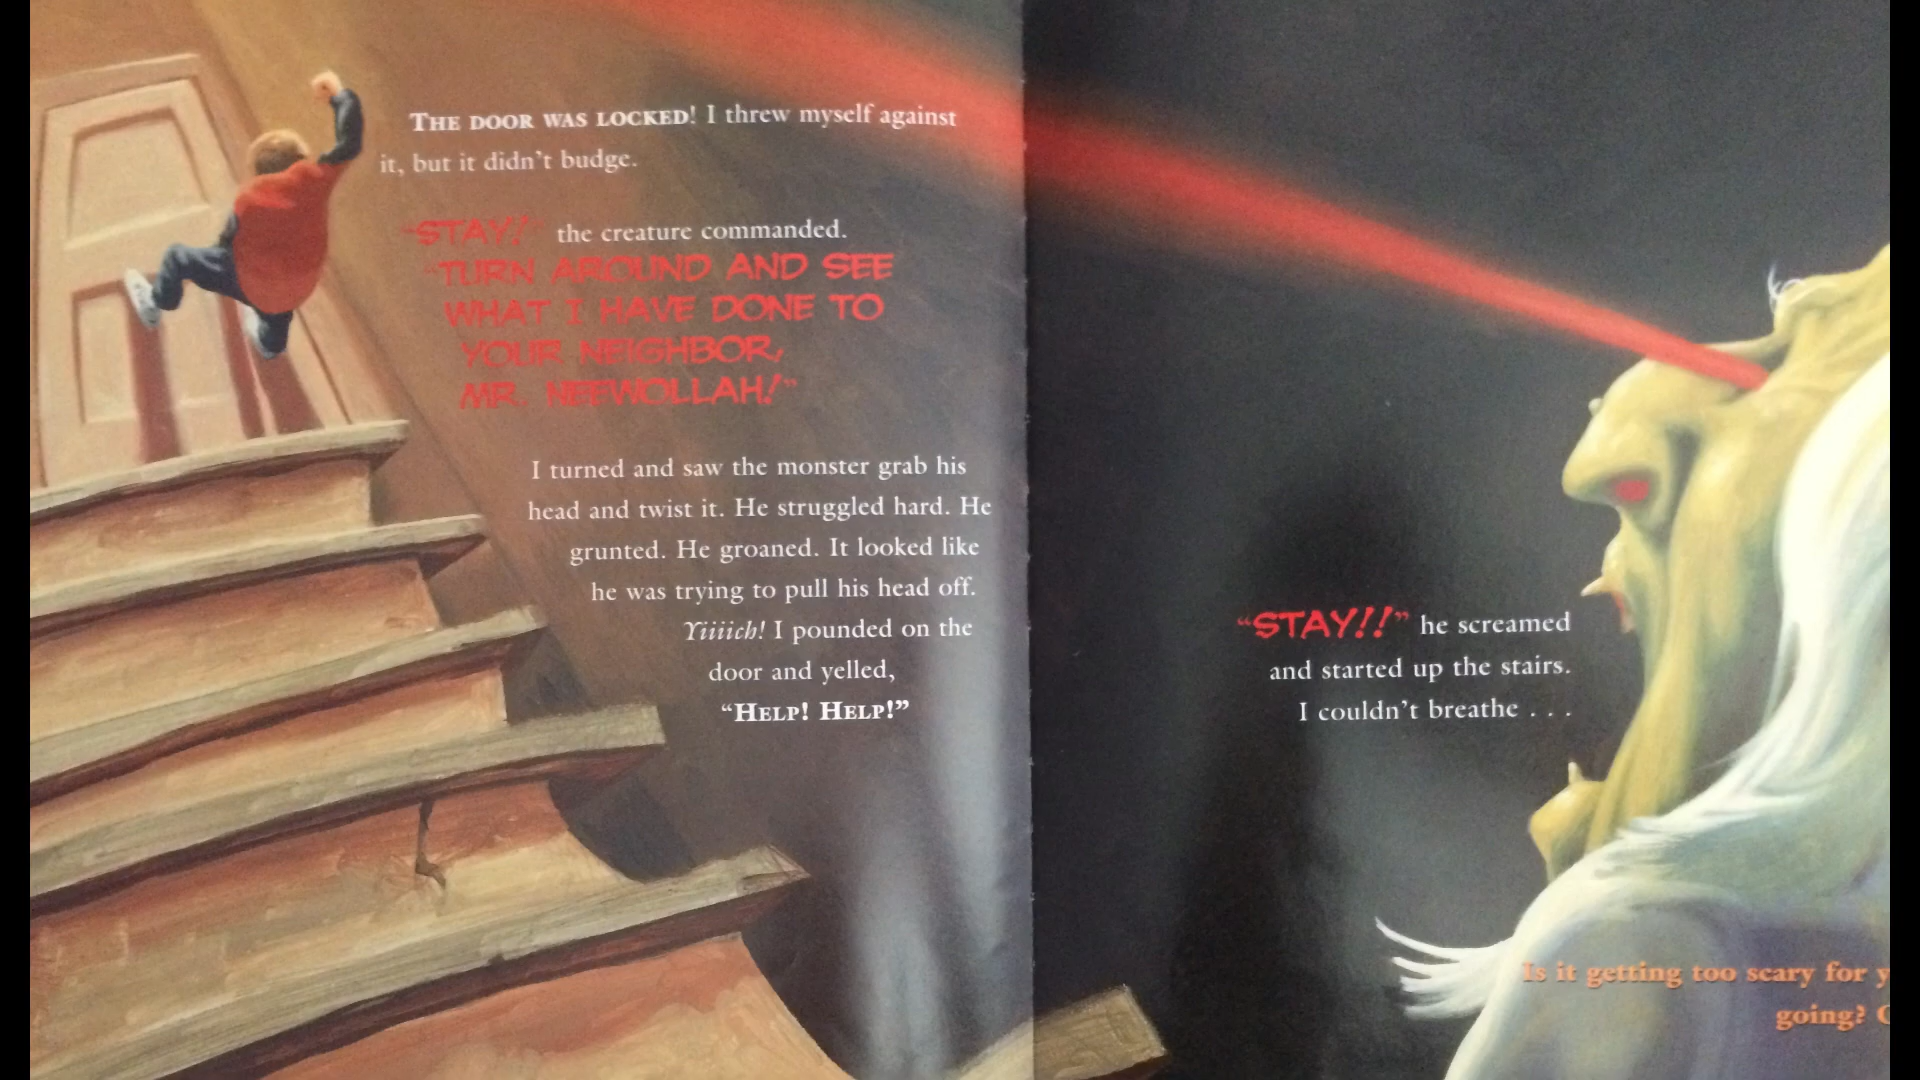 THE DOOR WAS LOCKED! I threw myself against
it, but it didn't budge.
"STAY!" the creature commanded.
"TURN AROUND AND SEE
WHAT I HAVE DONE TO
YOUR NEIGHBOR,
MR. NEEWOLLAH!"
I turned and saw the monster grab his
head and twist it. He struggled hard. He
grunted. He groaned. It looked like
he was trying to pull his head off.
Yiiiich! I pounded on the
door and yelled,
"HELP! HELP!"
"STAY!!" he screamed
and started up the stairs.
I couldn't breathe . . .
Is it getting too scary for
going?